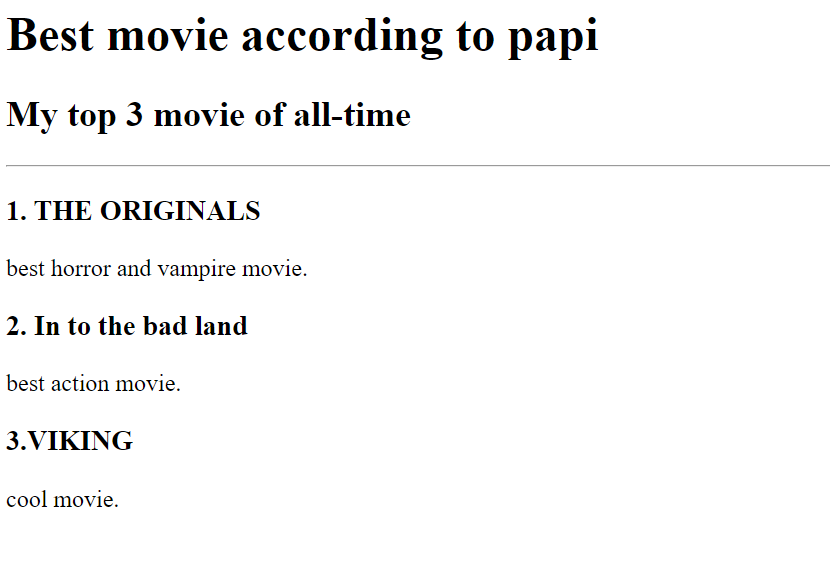 Best movie according to papi
My top 3 movie of all-time
1. THE ORIGINALS
best horror and vampire movie.
2. In to the bad land
best action movie.
3.VIKING
cool movie.